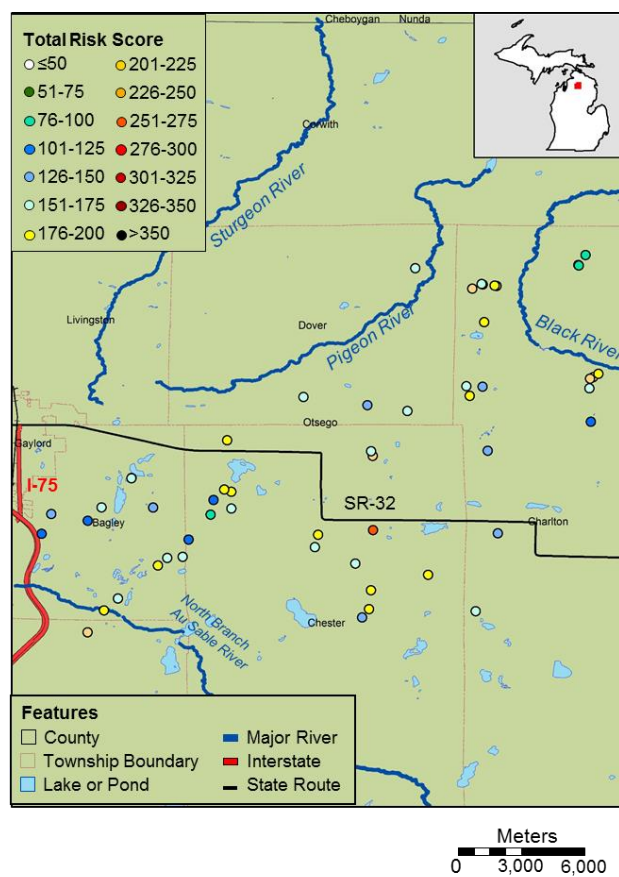 Cheboygan Nunda
Total Risk Score
≤50
51-75
76-100
101-125
126-150
151-175
176-200
201-225
226-250
251-275
276-300
301-325
326-350
>350
Corwith
Sturgeon River
Livingston
Dover
Pigeon River
Black River
Otsego
Gaylord
I-75
SR-32
Bagley
Charlton
North Branch
Au Sable River
Chester
Features
County
Township Boundary
Lake or Pond
Major River
Interstate
State Route
Meters
0 3,000 6,000